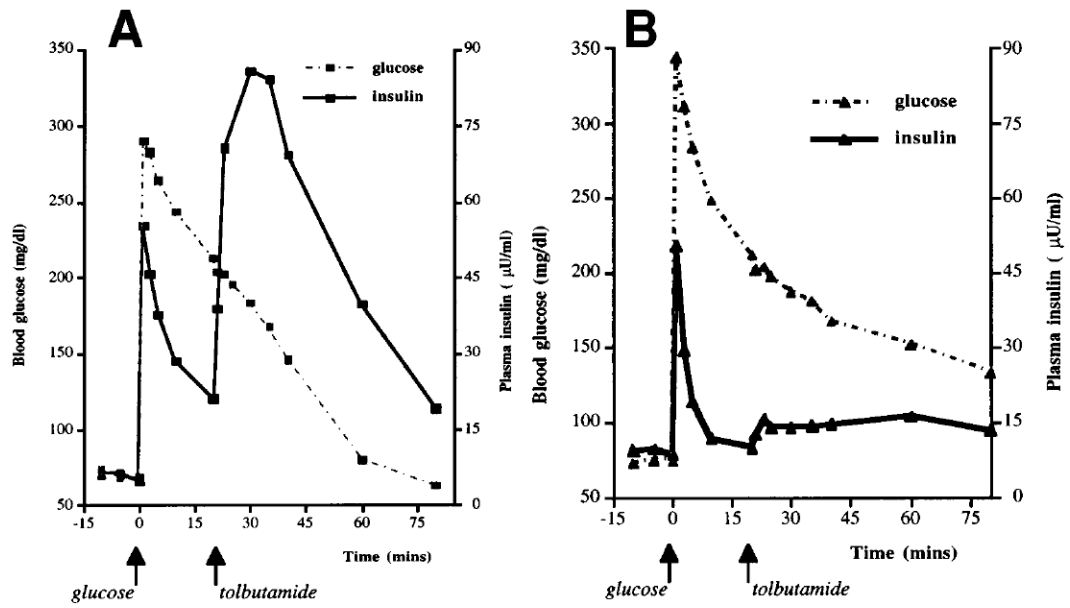 A
350
300
250
200
150
100
50
Blood glucose (mg/dl)
90
75
60
45
30
15
0
Plasma insulin ( μU/ml)
glucose
insulin
-15 0 15 30 45 60 75
Time (mins)
glucose tolbutamide
B
350
300
250
200
150
100
50
Blood glucose (mg/dl)
90
75
60
45
30
15
0
Plasma insulin ( μU/ml)
glucose
insulin
-15 0 15 30 45 60 75
Time (mins)
glucose tolbutamide